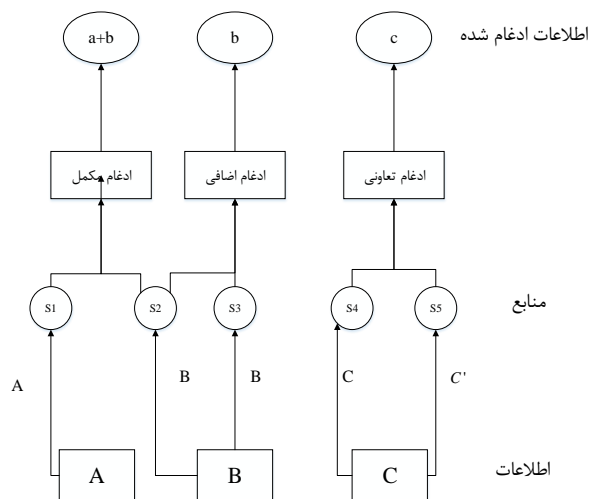 a+b b c اطلاعات ادغام شده
ادغام مکمل ادغام اضافی ادغام تعاونی
S1 S2 S3 S4 S5 منابع
A B B C C'
A B C اطلاعات